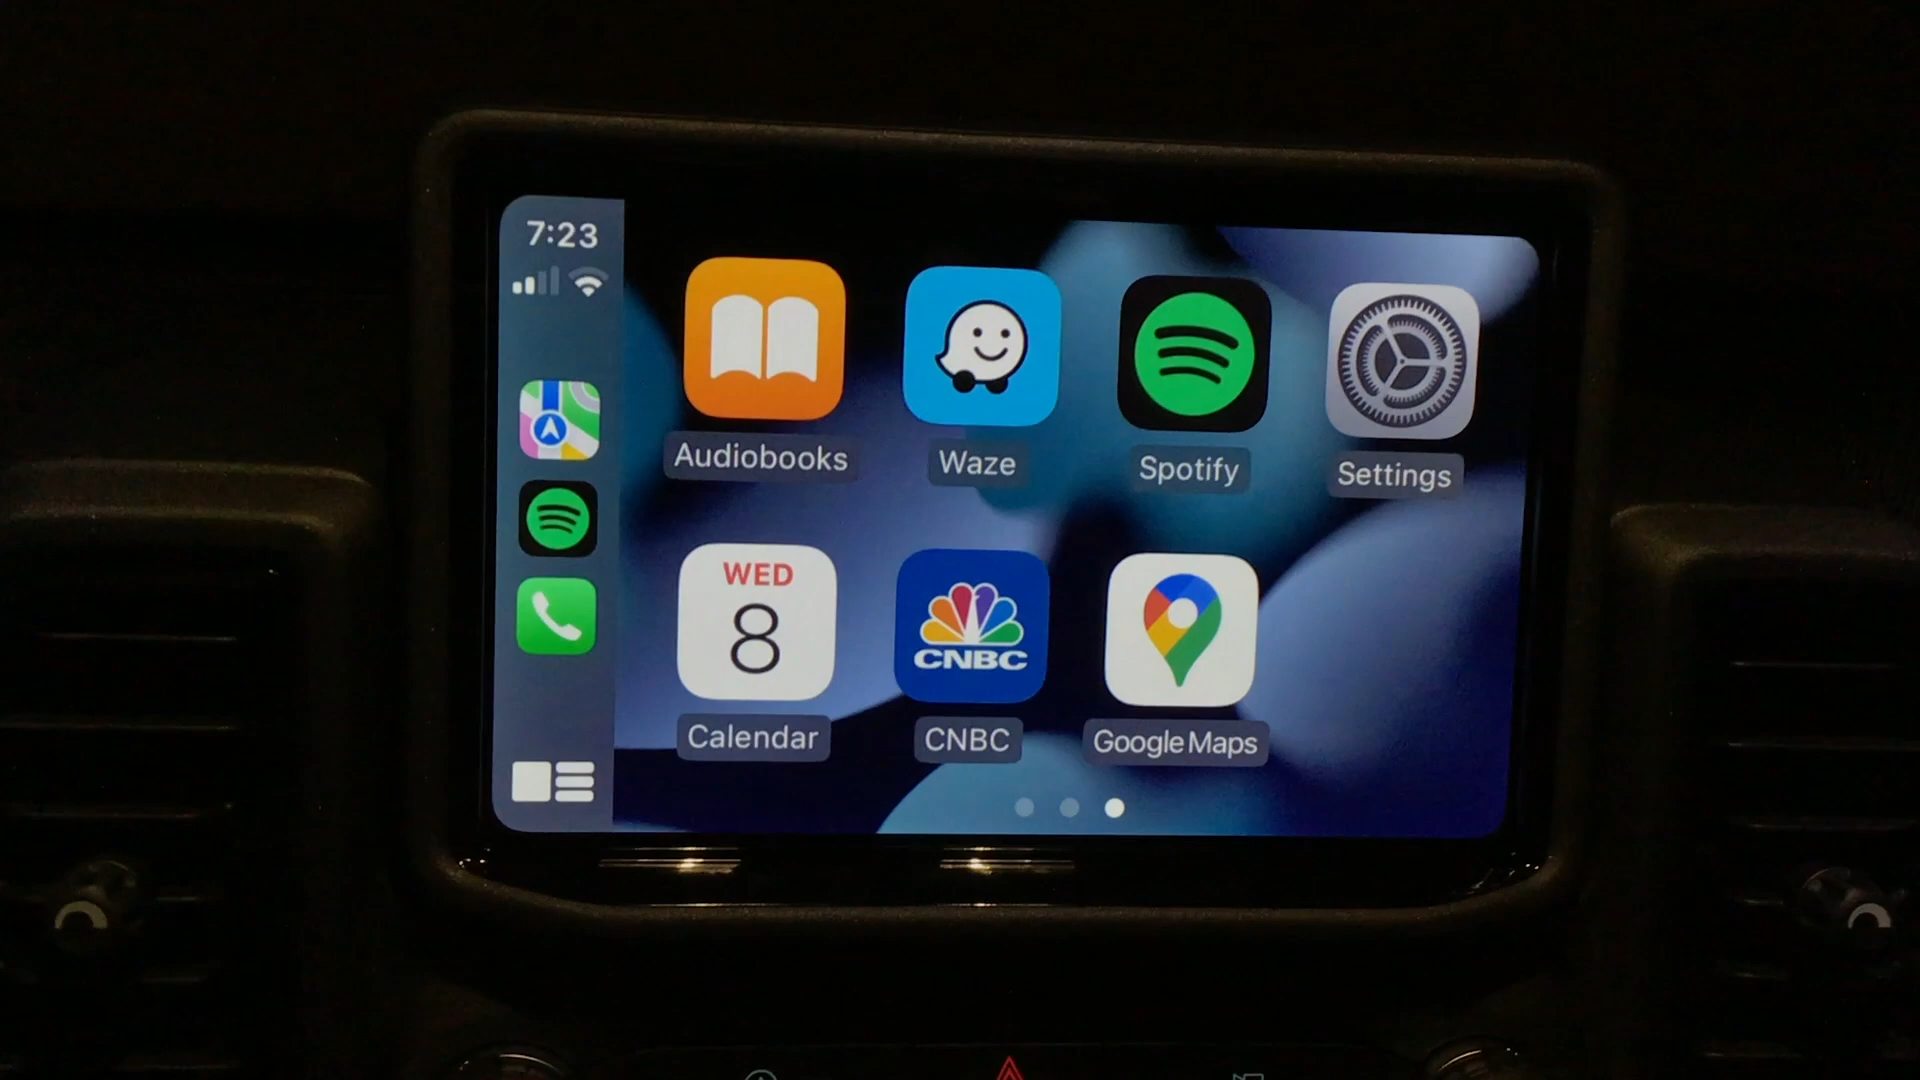 7:23
Audiobooks
Waze
Spotify
Settings
WED
8
CNBC
Calendar
CNBC
Google Maps